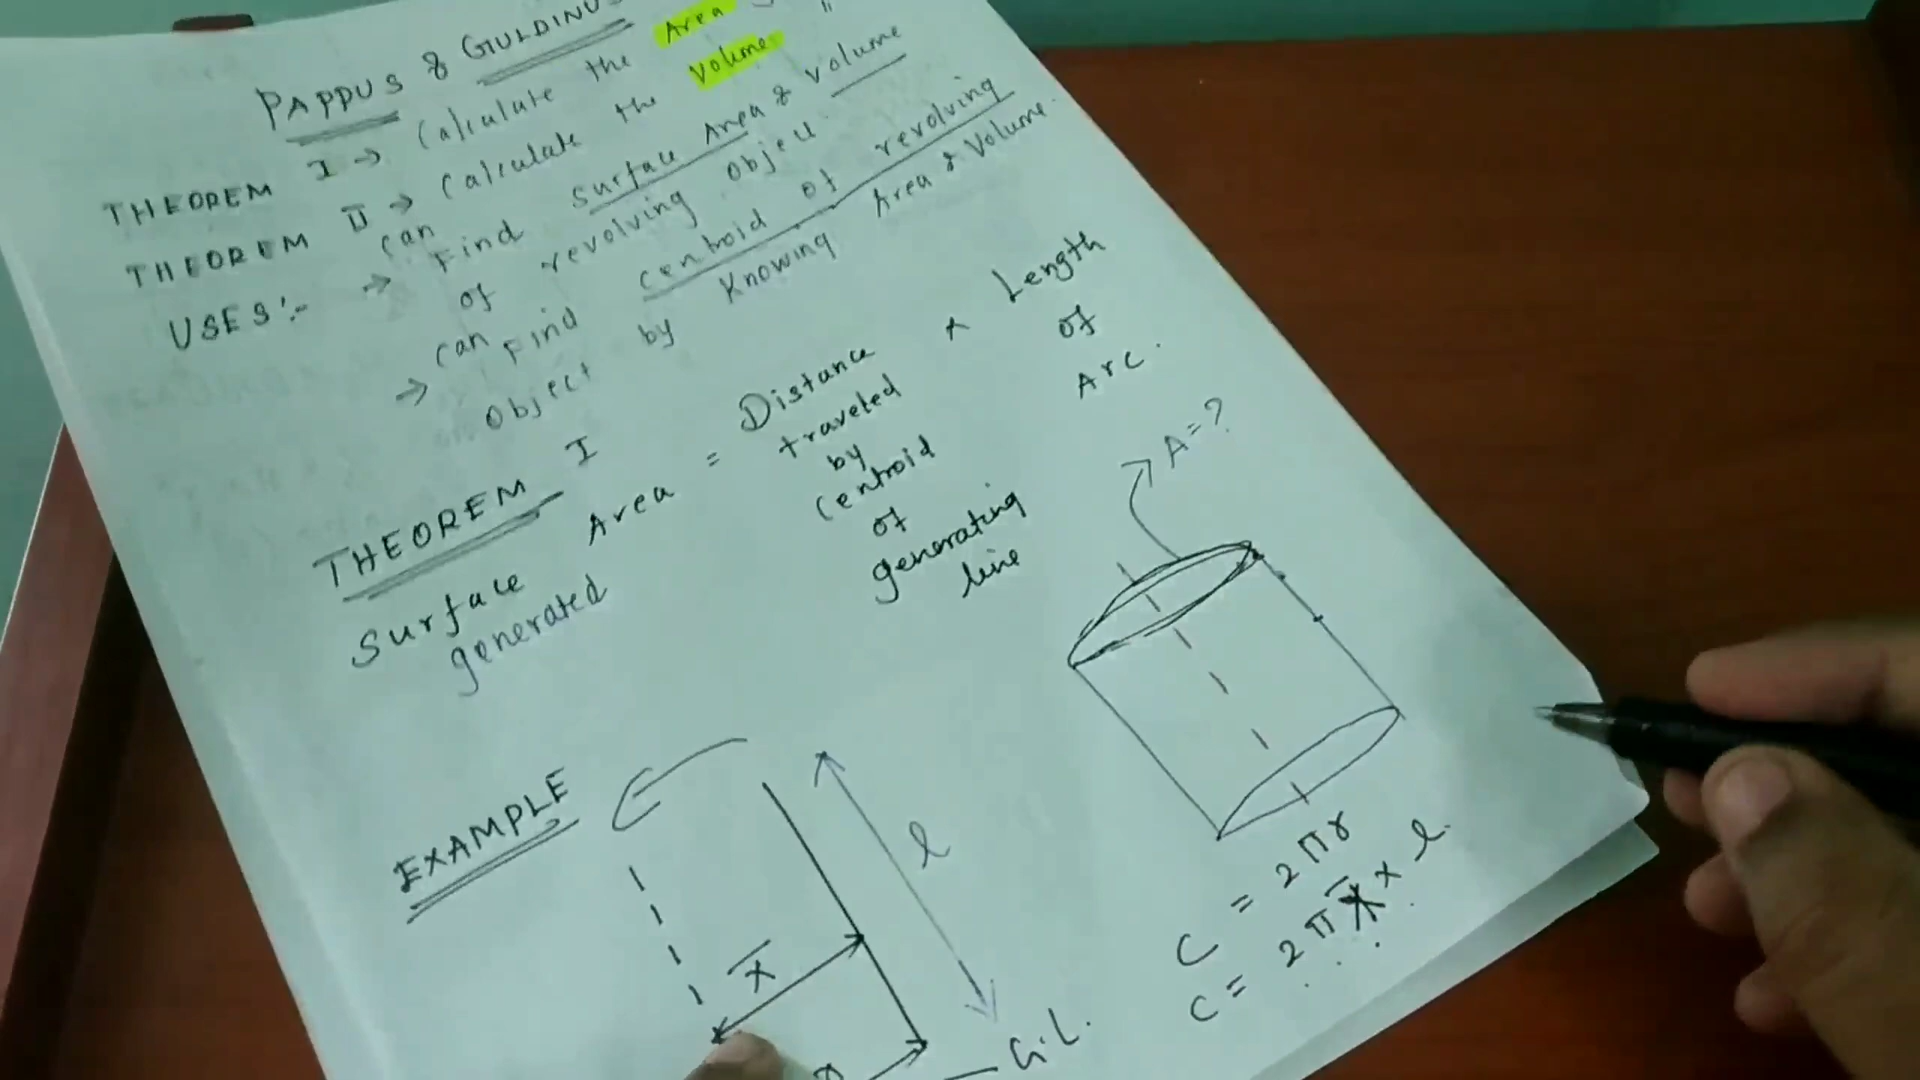 PAPPUS & GULDINU
THEOREM I → Calculate the Area "
THEOREM II → Calculate the Volume
USES:- → can Find Surface Area & Volume
of revolving Object.
→ can Find centroid of revolving
Object by Knowing Area & Volume.
THEOREM I
Surface Area generated = Distance traveled by centroid of generating line × Length of Arc.
A=?
EXAMPLE
l
x̄
G.L.
C = 2πr
C = 2πx̄ × l.